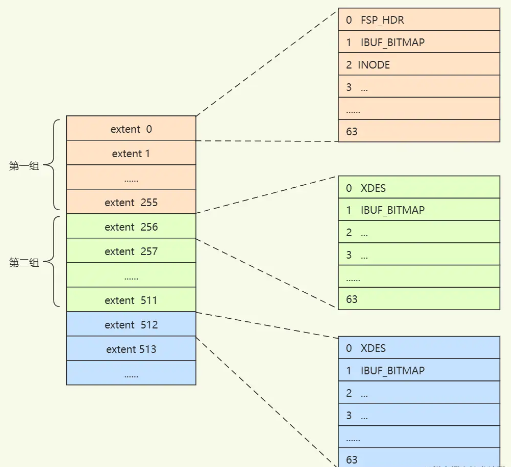 第一组
extent 0
extent 1
......
extent 255
第二组
extent 256
extent 257
......
extent 511
extent 512
extent 513
......
0 FSP_HDR
1 IBUF_BITMAP
2 INODE
3 ...
......
63
0 XDES
1 IBUF_BITMAP
2 ...
3 ...
......
63
0 XDES
1 IBUF_BITMAP
2 ...
3 ...
......
63